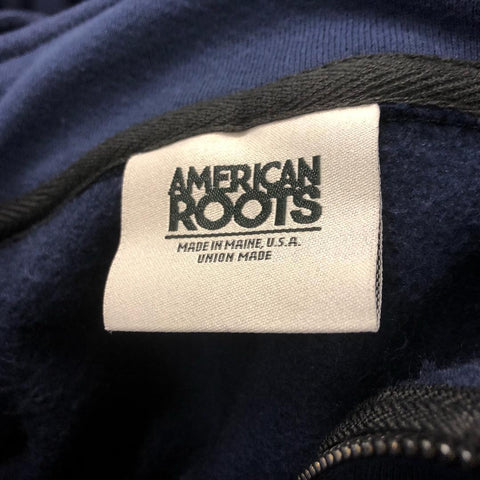 AMERICAN
ROOTS
MADE IN MAINE, U.S.A.
UNION MADE